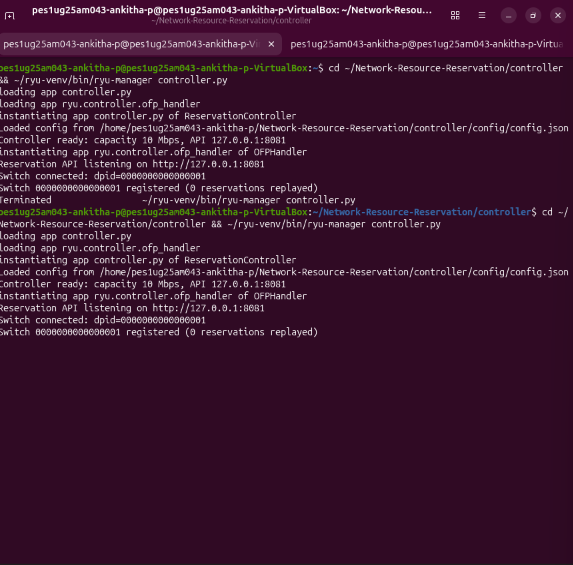 pes1ug25am043-ankitha-p@pes1ug25am043-ankitha-p-VirtualBox: ~/Network-Resou...
~/Network-Resource-Reservation/controller
pes1ug25am043-ankitha-p@pes1ug25am043-ankitha-p-Vi
pes1ug25am043-ankitha-p@pes1ug25am043-ankitha-p-Virtua
pes1ug25am043-ankitha-p@pes1ug25am043-ankitha-p-VirtualBox:~$ cd ~/Network-Resource-Reservation/controller
&& ~/ryu-venv/bin/ryu-manager controller.py
loading app controller.py
loading app ryu.controller.ofp_handler
instantiating app controller.py of ReservationController
Loaded config from /home/pes1ug25am043-ankitha-p/Network-Resource-Reservation/controller/config/config.json
Controller ready: capacity 10 Mbps, API 127.0.0.1:8081
instantiating app ryu.controller.ofp_handler of OFPHandler
Reservation API listening on http://127.0.0.1:8081
Switch connected: dpid=0000000000000001
Switch 0000000000000001 registered (0 reservations replayed)
Terminated ~/ryu-venv/bin/ryu-manager controller.py
pes1ug25am043-ankitha-p@pes1ug25am043-ankitha-p-VirtualBox:~/Network-Resource-Reservation/controller$ cd ~/
Network-Resource-Reservation/controller && ~/ryu-venv/bin/ryu-manager controller.py
loading app controller.py
loading app ryu.controller.ofp_handler
instantiating app controller.py of ReservationController
Loaded config from /home/pes1ug25am043-ankitha-p/Network-Resource-Reservation/controller/config/config.json
Controller ready: capacity 10 Mbps, API 127.0.0.1:8081
instantiating app ryu.controller.ofp_handler of OFPHandler
Reservation API listening on http://127.0.0.1:8081
Switch connected: dpid=0000000000000001
Switch 0000000000000001 registered (0 reservations replayed)